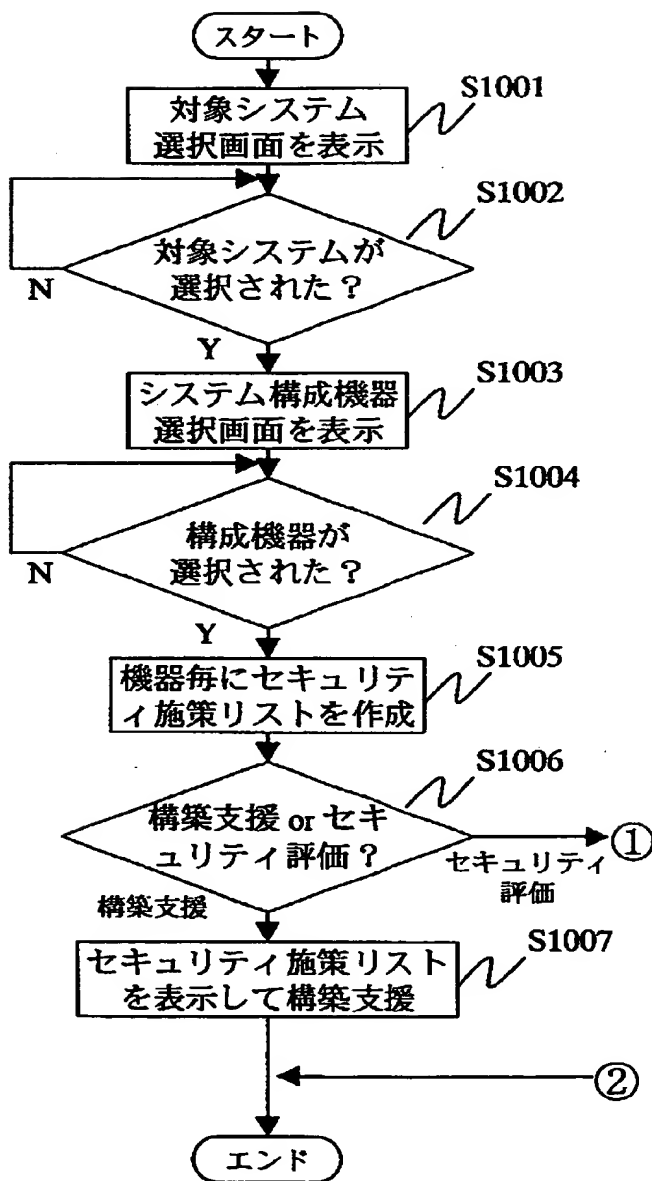 スタート
S1001
対象システム
選択画面を表示
S1002
対象システムが
選択された？
N
Y
S1003
システム構成機器
選択画面を表示
S1004
構成機器が
選択された？
N
Y
S1005
機器毎にセキュリテ
ィ施策リストを作成
S1006
構築支援 or セキ
ュリティ評価？
①
セキュリティ
評価
構築支援
S1007
セキュリティ施策リスト
を表示して構築支援
②
エンド